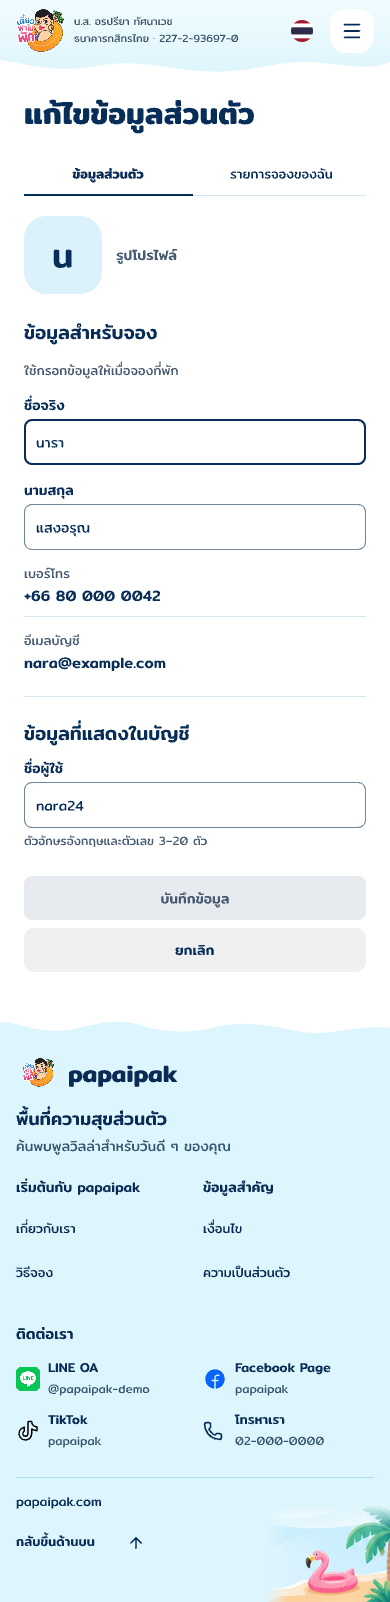 น.ส. อรปรียา ทัศนาเวช
ธนาคารกสิกรไทย · 227-2-93697-0
แก้ไขข้อมูลส่วนตัว
ข้อมูลส่วนตัว
รายการจองของฉัน
น
รูปโปรไฟล์
ข้อมูลสำหรับจอง
ใช้กรอกข้อมูลให้เมื่อจองที่พัก
ชื่อจริง
นารา
นามสกุล
แสงอรุณ
เบอร์โทร
+66 80 000 0042
อีเมลบัญชี
nara@example.com
ข้อมูลที่แสดงในบัญชี
ชื่อผู้ใช้
nara24
ตัวอักษรอังกฤษและตัวเลข 3–20 ตัว
บันทึกข้อมูล
ยกเลิก
papaipak
พื้นที่ความสุขส่วนตัว
ค้นพบพูลวิลล่าสำหรับวันดี ๆ ของคุณ
เริ่มต้นกับ papaipak
ข้อมูลสำคัญ
เกี่ยวกับเรา
เงื่อนไข
วิธีจอง
ความเป็นส่วนตัว
ติดต่อเรา
LINE OA
@papaipak-demo
Facebook Page
papaipak
TikTok
papaipak
โทรหาเรา
02-000-0000
papaipak.com
กลับขึ้นด้านบน